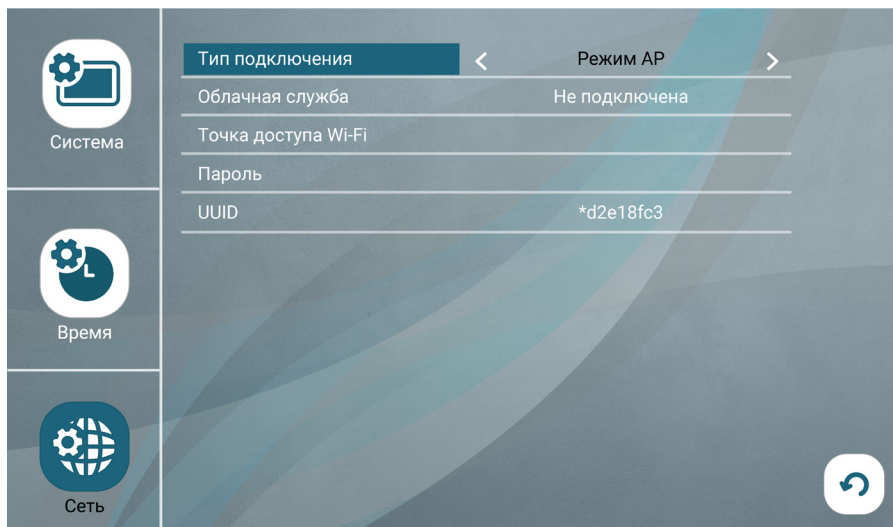 Система
Время
Сеть
Тип подключения < Режим AP >
Облачная служба Не подключена
Точка доступа Wi-Fi
Пароль
UUID *d2e18fc3